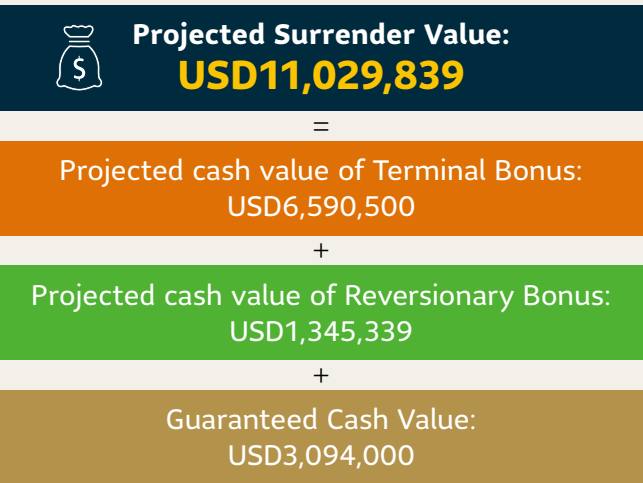 Projected Surrender Value:
$
USD11,029,839
=
Projected cash value of Terminal Bonus:
USD6,590,500
+
Projected cash value of Reversionary Bonus:
USD1,345,339
+
Guaranteed Cash Value:
USD3,094,000